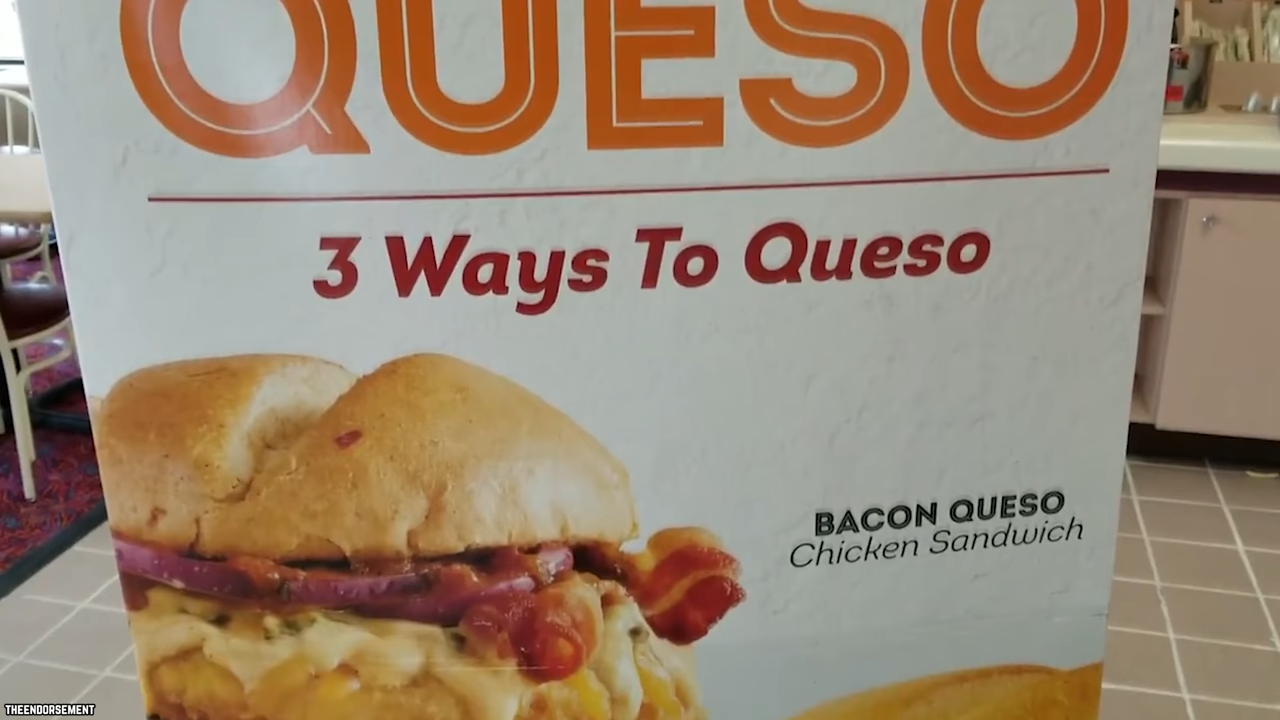 QUESO
3 Ways To Queso
BACON QUESO
Chicken Sandwich
THEENDORSEMENT